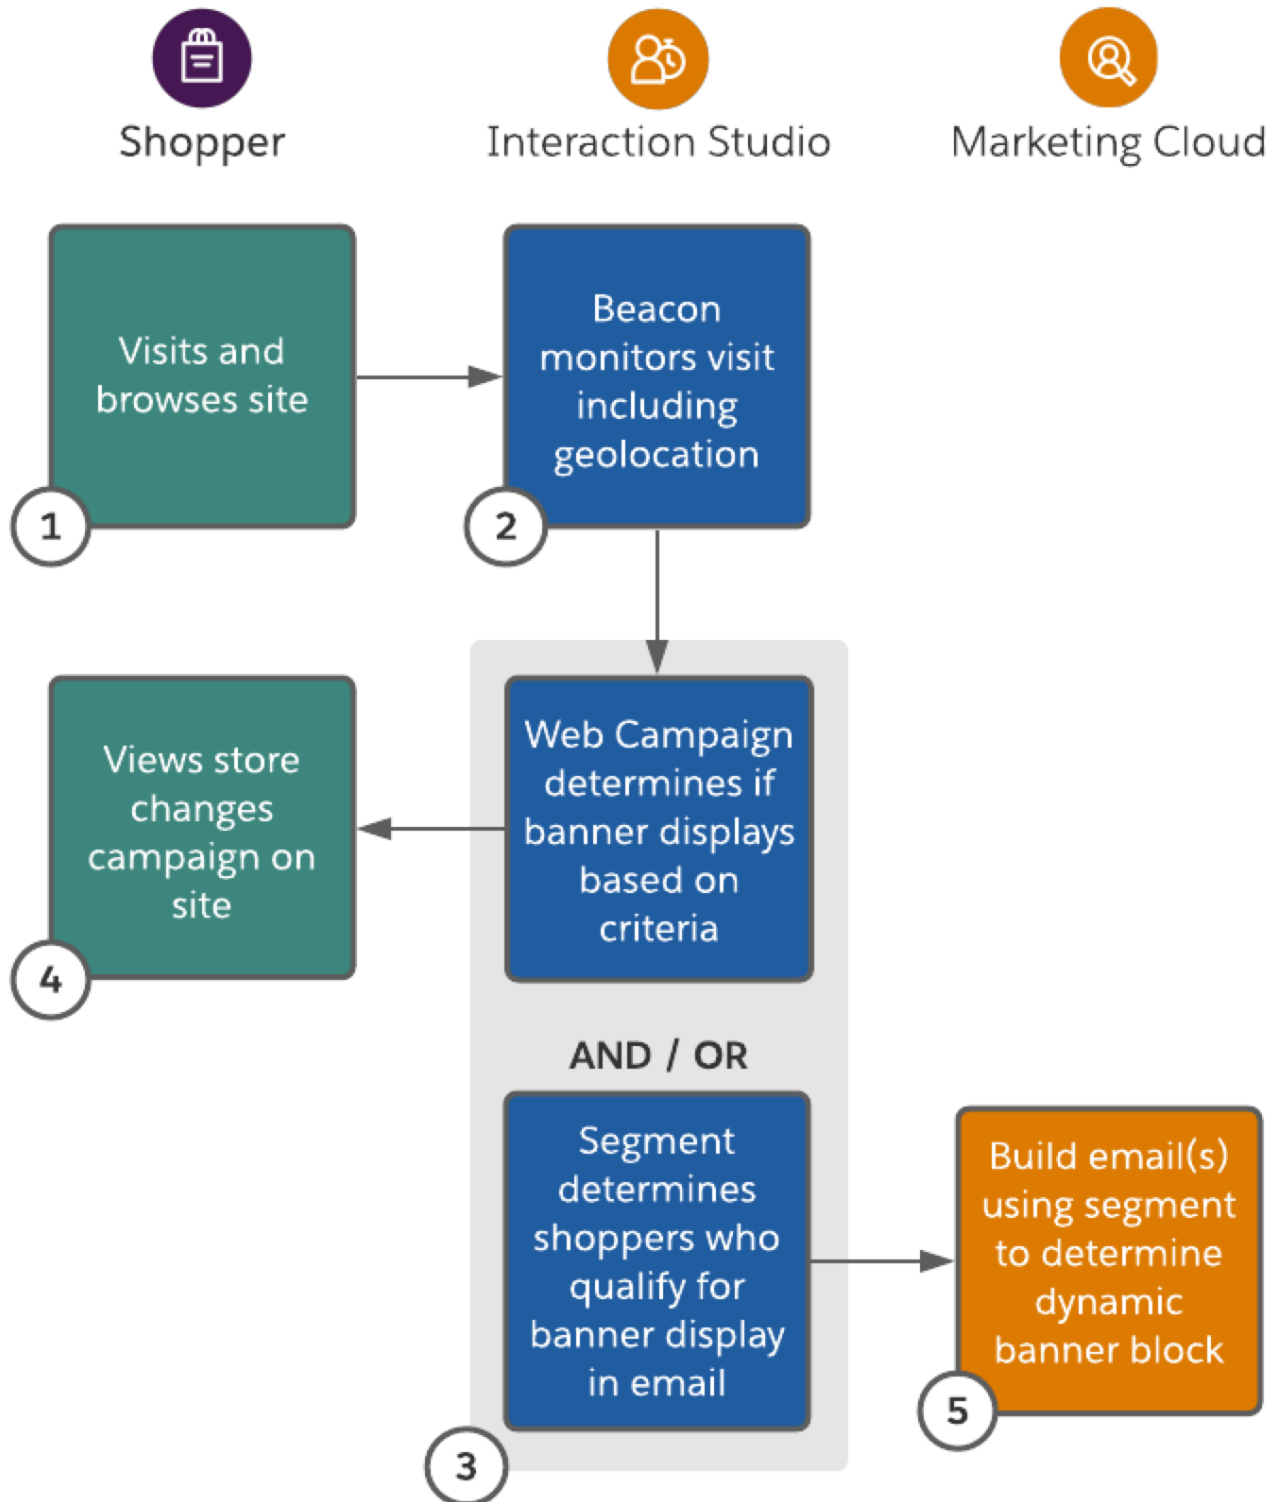 Shopper
Interaction Studio
Marketing Cloud
Visits and
browses site
1
Beacon
monitors visit
including
geolocation
2
Web Campaign
determines if
banner displays
based on
criteria
AND / OR
Segment
determines
shoppers who
qualify for
banner display
in email
3
Views store
changes
campaign on
site
4
Build email(s)
using segment
to determine
dynamic
banner block
5